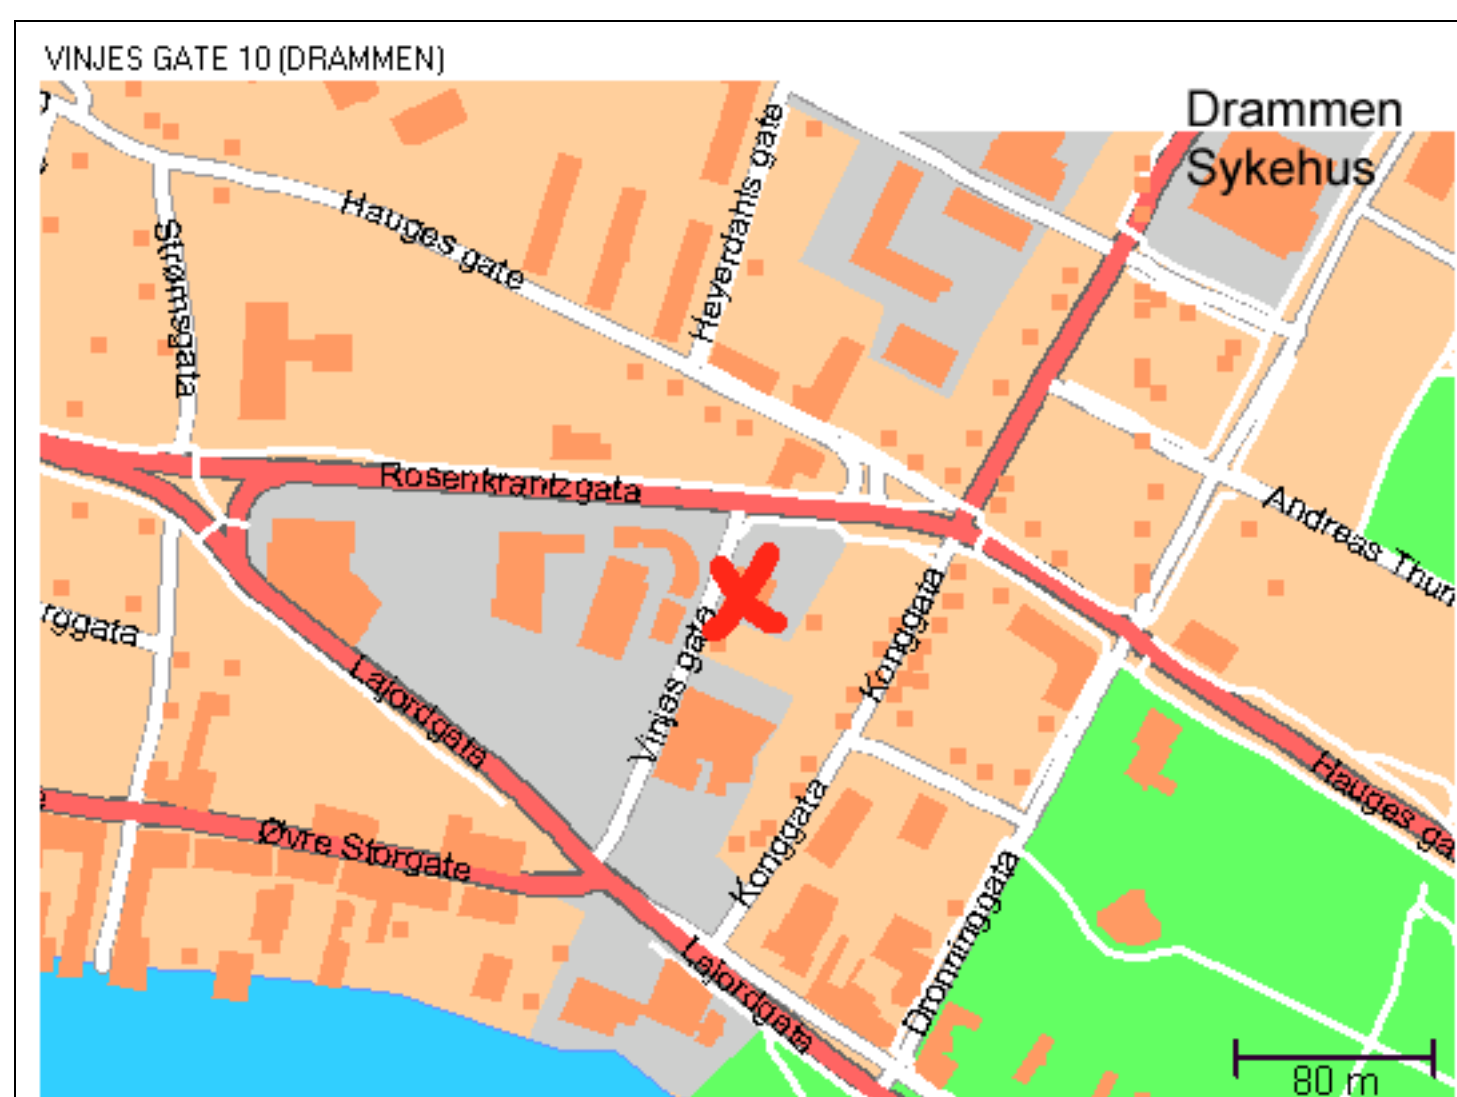 VINJES GATE 10 (DRAMMEN)
Drammen
Sykehus
Heyerdahls gate
Hauges gate
Strømsgata
Rosenkrantzgata
Andreas Thun
rggata
Vinjes gate
Konggata
Lajordgata
Hauges ga
Øvre Storgate
Konggata
Dronninggata
Lajordgata
80 m